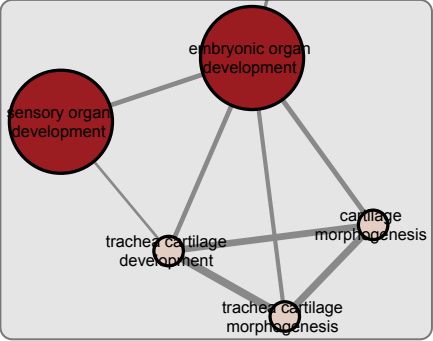 embryonic organ
development
sensory organ
development
cartilage
morphogenesis
trachea cartilage
development
trachea cartilage
morphogenesis